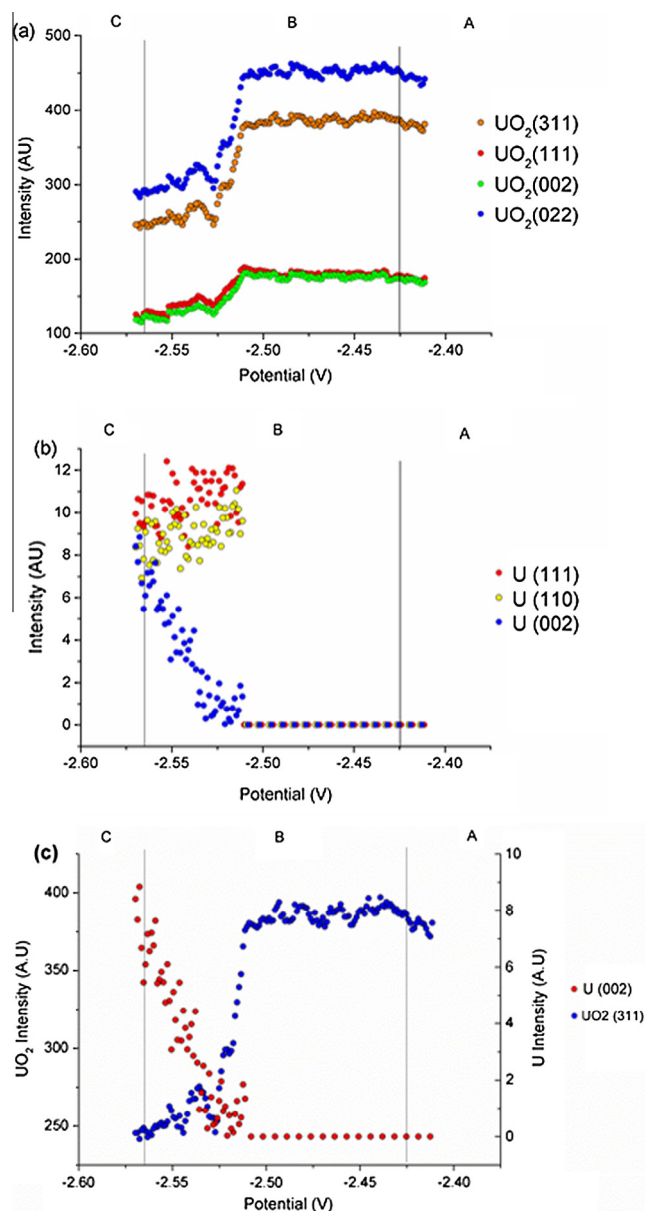 C B A
(a)
500
400
300
200
100
Intensity (AU)
-2.60 -2.55 -2.50 -2.45 -2.40
Potential (V)
UO2(311)
UO2(111)
UO2(002)
UO2(022)
C B A
(b)
12
10
8
6
4
2
0
Intensity (AU)
-2.60 -2.55 -2.50 -2.45 -2.40
Potential (V)
U (111)
U (110)
U (002)
C B A
(c)
400
375
350
325
300
275
250
UO2 Intensity (A.U)
10
8
6
4
2
0
U Intensity (A.U)
-2.60 -2.55 -2.50 -2.45 -2.40
Potential (V)
U (002)
UO2 (311)